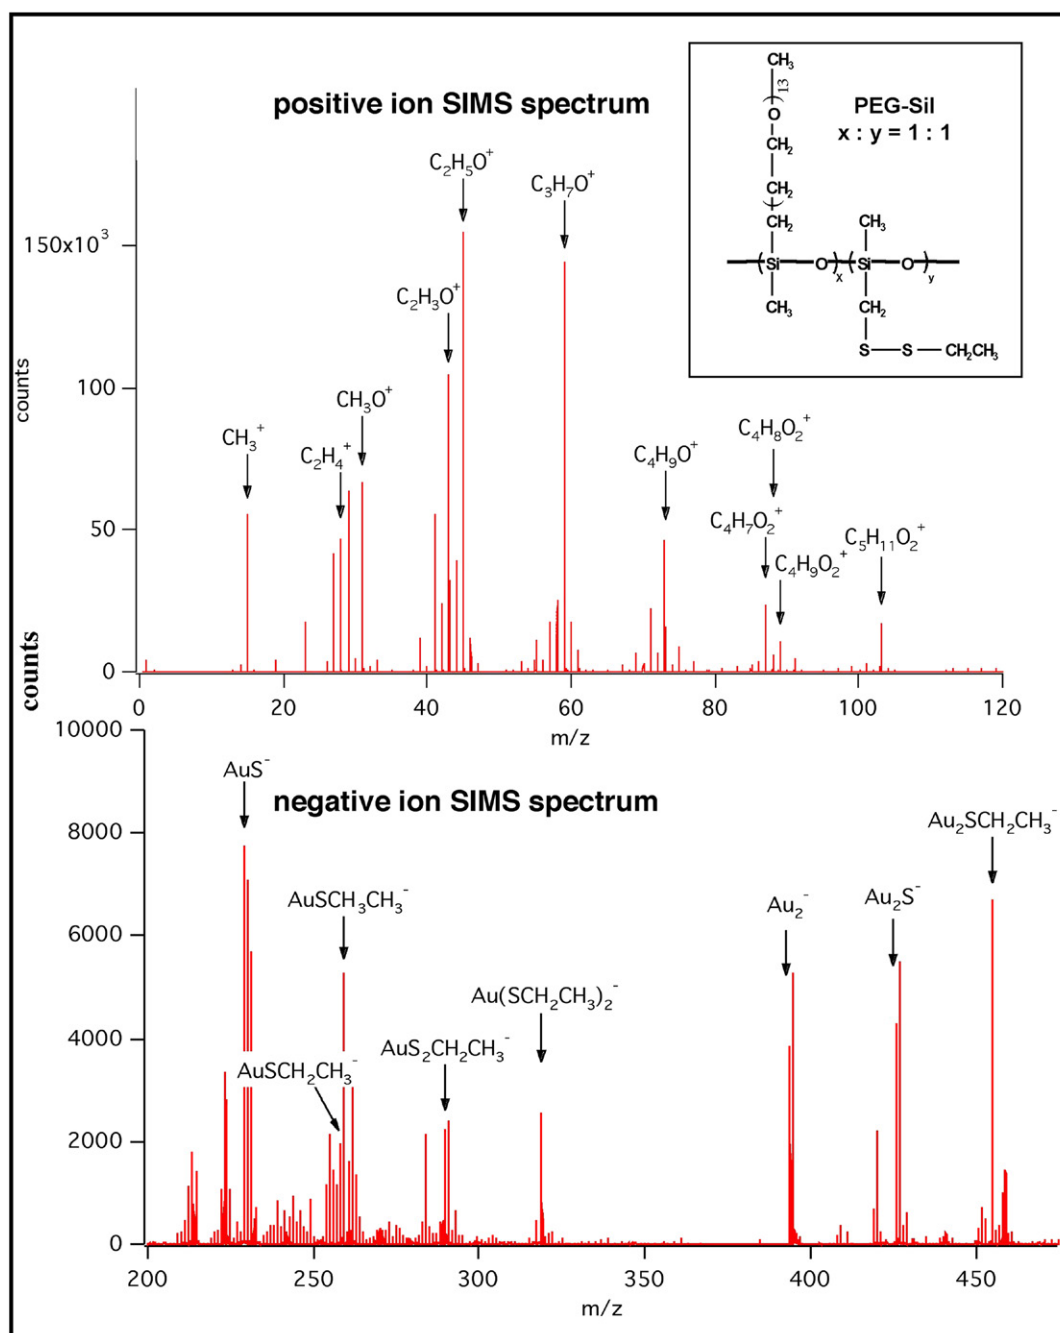 positive ion SIMS spectrum
counts
150x10³
100
50
0
CH₃⁺
C₂H₄⁺
CH₃O⁺
C₂H₃O⁺
C₂H₅O⁺
C₃H₇O⁺
C₄H₉O⁺
C₄H₇O₂⁺
C₄H₈O₂⁺
C₄H₉O₂⁺
C₅H₁₁O₂⁺
0 20 40 60 80 100 120
m/z
PEG-Sil
x : y = 1 : 1
CH₃
)₁₃
O
CH₂
CH₂
CH₂
CH₃
(Si O)x(Si O)y
CH₃ CH₂
S S CH₂CH₃
counts
negative ion SIMS spectrum
10000
8000
6000
4000
2000
0
AuS⁻
AuSCH₃CH₃⁻
AuSCH₂CH₃⁻
AuS₂CH₂CH₃⁻
Au(SCH₂CH₃)₂⁻
Au₂⁻
Au₂S⁻
Au₂SCH₂CH₃⁻
200 250 300 350 400 450
m/z